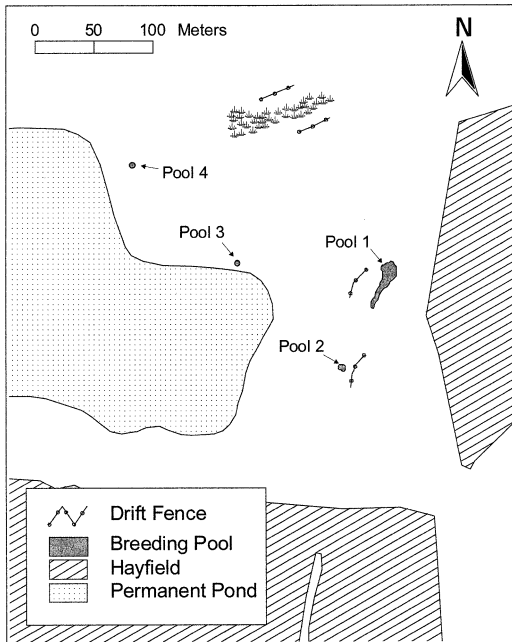 0 50 100 Meters
N
Pool 4
Pool 3
Pool 1
Pool 2
Drift Fence
Breeding Pool
Hayfield
Permanent Pond